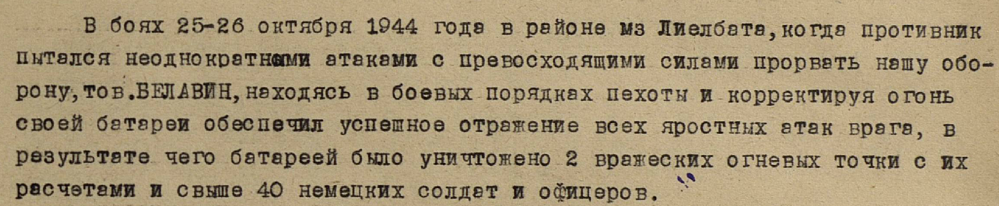 В боях 25-26 октября 1944 года в районе мз Лиелбата, когда противник
пытался неоднократными атаками с превосходящими силами прорвать нашу обо-
рону, тов.БЕЛАВИН, находясь в боевых порядках пехоты и корректируя огонь
своей батареи обеспечил успешное отражение всех яростных атак врага, в
результате чего батареей было уничтожено 2 вражеских огневых точки с их
расчетами и свыше 40 немецких солдат и офицеров.